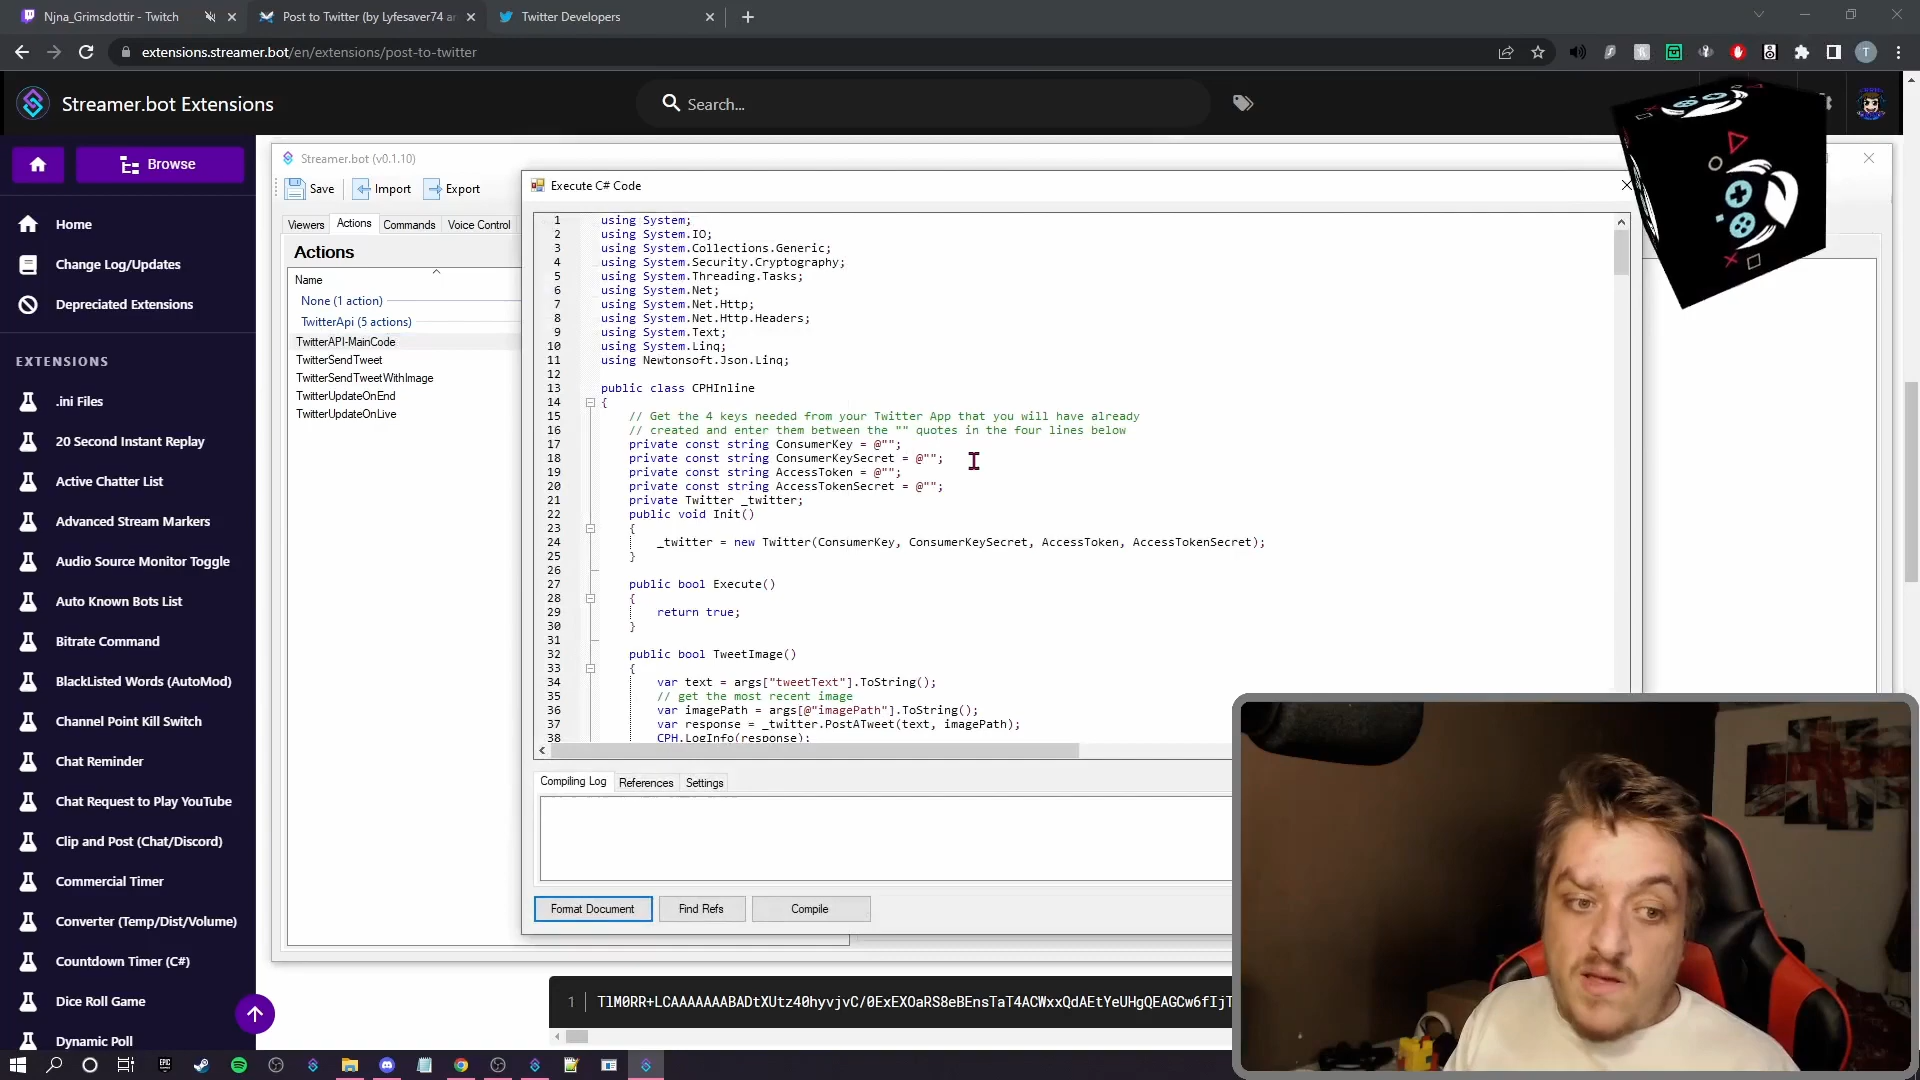 Njna_Grimsdottir - Twitch
Post to Twitter (by Lyfesaver74 ar
Twitter Developers
extensions.streamer.bot/en/extensions/post-to-twitter
T
Streamer.bot Extensions
Search...
Browse
Home
Change Log/Updates
Depreciated Extensions
EXTENSIONS
.ini Files
20 Second Instant Replay
Active Chatter List
Advanced Stream Markers
Audio Source Monitor Toggle
Auto Known Bots List
Bitrate Command
BlackListed Words (AutoMod)
Channel Point Kill Switch
Chat Reminder
Chat Request to Play YouTube
Clip and Post (Chat/Discord)
Commercial Timer
Converter (Temp/Dist/Volume)
Countdown Timer (C#)
Dice Roll Game
Dynamic Poll
Streamer.bot (v0.1.10)
Save Import Export
Viewers Actions Commands Voice Control
Actions
Name
None (1 action)
TwitterApi (5 actions)
TwitterAPI-MainCode
TwitterSendTweet
TwitterSendTweetWithImage
TwitterUpdateOnEnd
TwitterUpdateOnLive
Execute C# Code
1 using System;
2 using System.IO;
3 using System.Collections.Generic;
4 using System.Security.Cryptography;
5 using System.Threading.Tasks;
6 using System.Net;
7 using System.Net.Http;
8 using System.Net.Http.Headers;
9 using System.Text;
10 using System.Linq;
11 using Newtonsoft.Json.Linq;
12
13 public class CPHInline
14 {
15 // Get the 4 keys needed from your Twitter App that you will have already
16 // created and enter them between the "" quotes in the four lines below
17 private const string ConsumerKey = @"";
18 private const string ConsumerKeySecret = @"";
19 private const string AccessToken = @"";
20 private const string AccessTokenSecret = @"";
21 private Twitter _twitter;
22 public void Init()
23 {
24 _twitter = new Twitter(ConsumerKey, ConsumerKeySecret, AccessToken, AccessTokenSecret);
25 }
26
27 public bool Execute()
28 {
29 return true;
30 }
31
32 public bool TweetImage()
33 {
34 var text = args["tweetText"].ToString();
35 // get the most recent image
36 var imagePath = args[@"imagePath"].ToString();
37 var response = _twitter.PostATweet(text, imagePath);
38 CPH.LogInfo(response);
Compiling Log References Settings
Format Document Find Refs Compile
1 TlM0RR+LCAAAAAAABADtXUtz40hyvjvC/0ExEXOaRS8eBEnsTaT4ACWxxQdAEtYeUHgQEAGCw6fIjT
EPIC